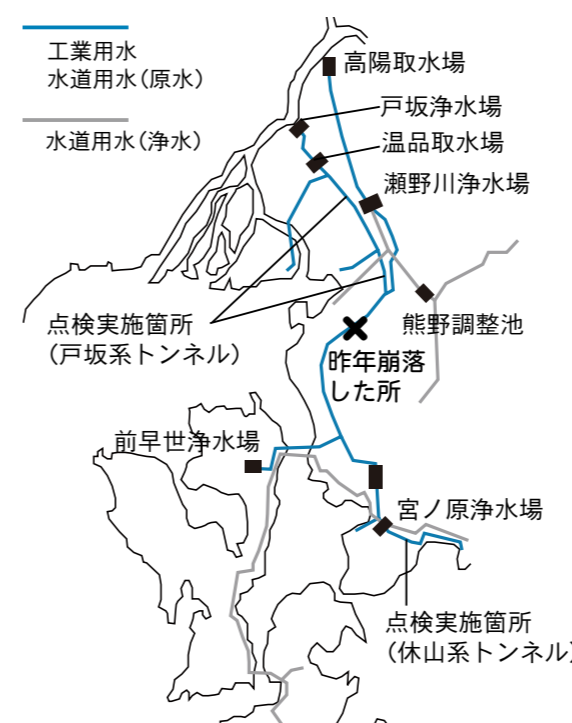 工業用水
水道用水（原水）
水道用水（浄水）
高陽取水場
戸坂浄水場
温品取水場
瀬野川浄水場
熊野調整池
点検実施箇所
（戸坂系トンネル）
昨年崩落
した所
前早世浄水場
宮ノ原浄水場
点検実施箇所
（休山系トンネル）